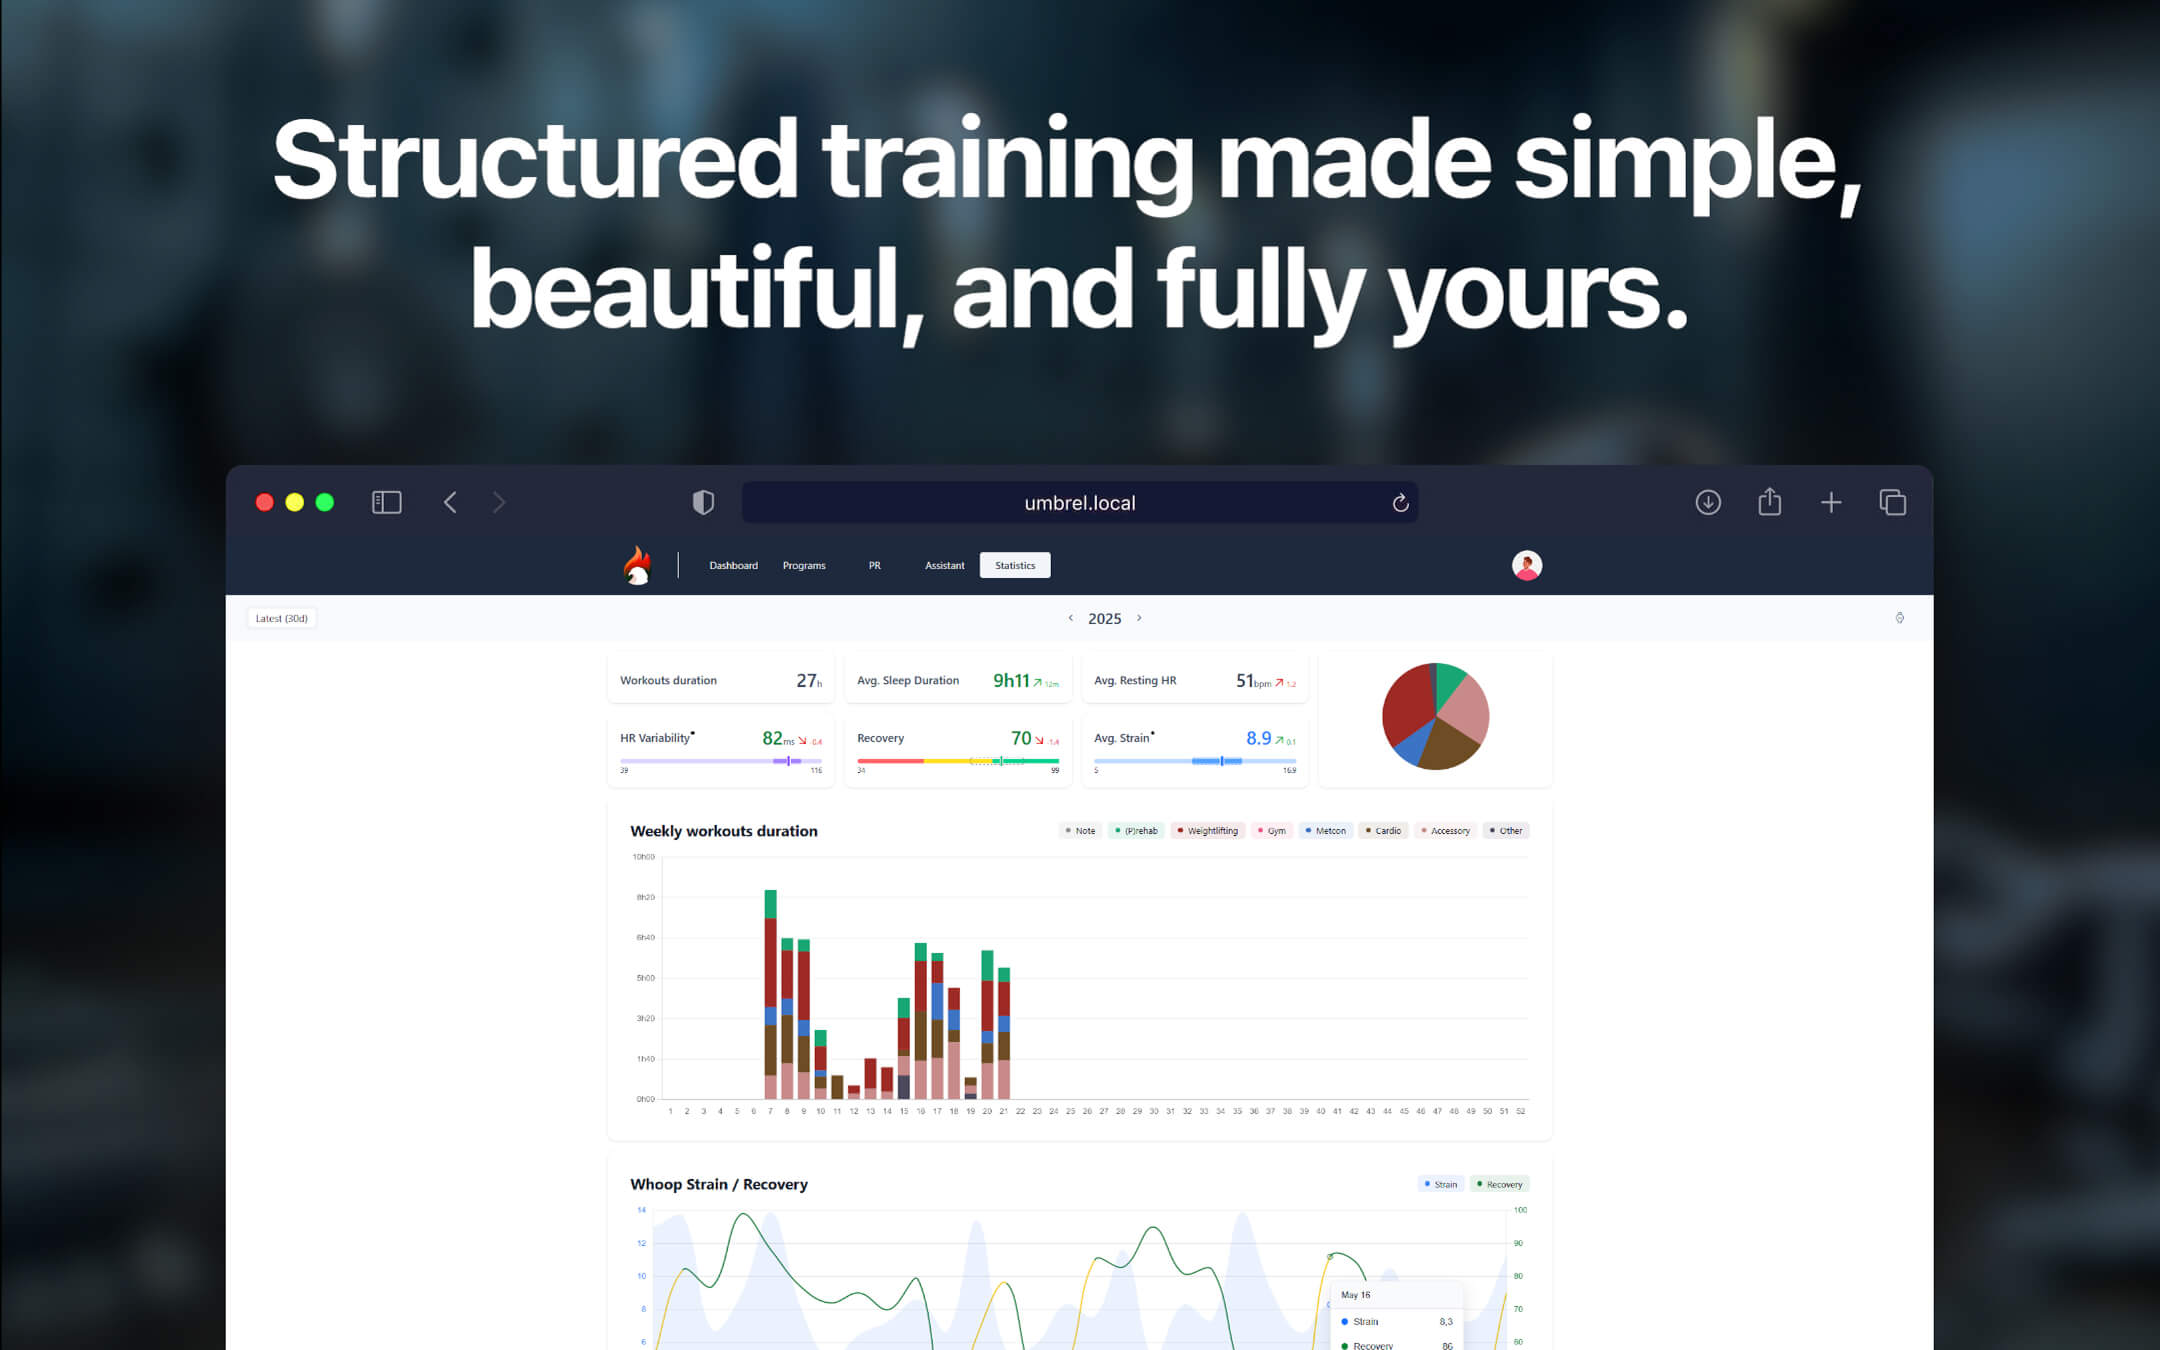 Structured training made simple,
beautiful, and fully yours.
umbrel.local
Dashboard Programs PR Assistant Statistics
Latest (30d) 2025
Workouts duration 27h
Avg. Sleep Duration 9h11 12m
Avg. Resting HR 51bpm 1.2
HR Variability 82ms -0.4
39 116
Recovery 70 -1.4
34 99
Avg. Strain 8.9 0.1
5 16.9
Weekly workouts duration
Note (P)rehab Weightlifting Gym Metcon Cardio Accessory Other
10h00
8h20
6h40
5h00
3h20
1h40
0h00
1 2 3 4 5 6 7 8 9 10 11 12 13 14 15 16 17 18 19 20 21 22 23 24 25 26 27 28 29 30 31 32 33 34 35 36 37 38 39 40 41 42 43 44 45 46 47 48 49 50 51 52
Whoop Strain / Recovery
Strain Recovery
14 100
12 90
10 80
8 70
6 60
May 16
Strain 8,3
Recovery 86